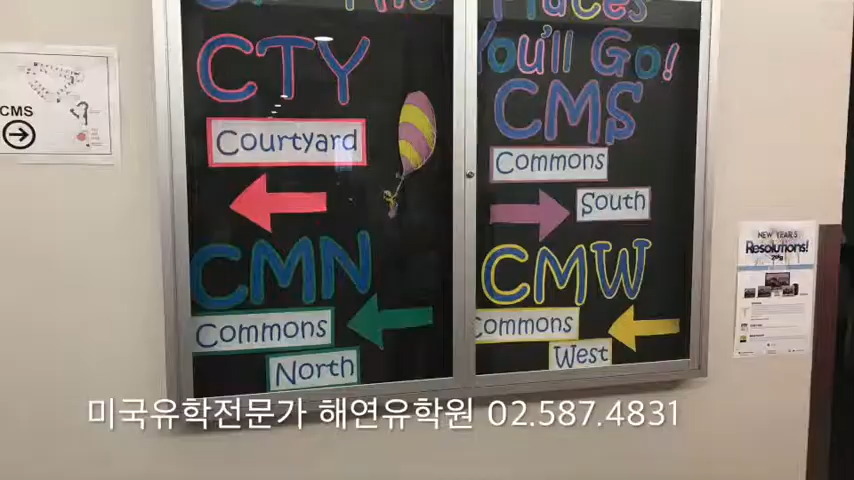 Places
You'll Go!
CTY
Courtyard
CMN
Commons
North
CMS
Commons
South
CMW
Commons
West
CMS
NEW YEAR'S
Resolutions!
미국유학전문가 해연유학원 02.587.4831